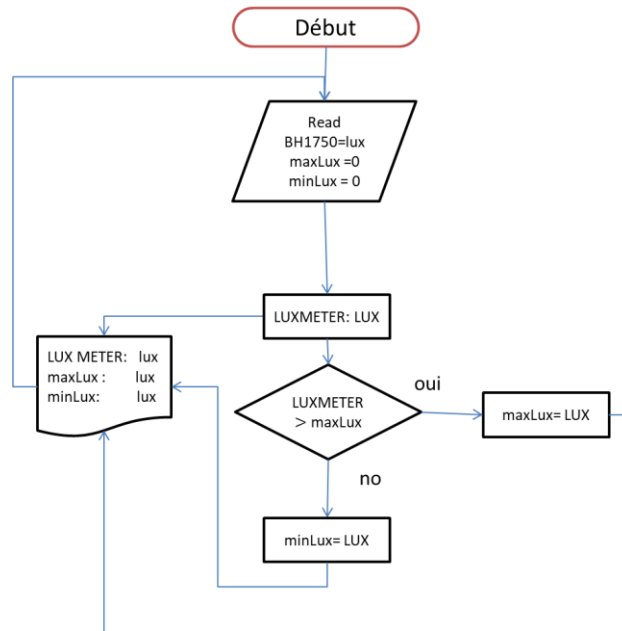 Début
Read
BH1750=lux
maxLux =0
minLux = 0
LUXMETER: LUX
LUX METER: lux
maxLux : lux
minLux: lux
LUXMETER
> maxLux
oui
maxLux= LUX
no
minLux= LUX